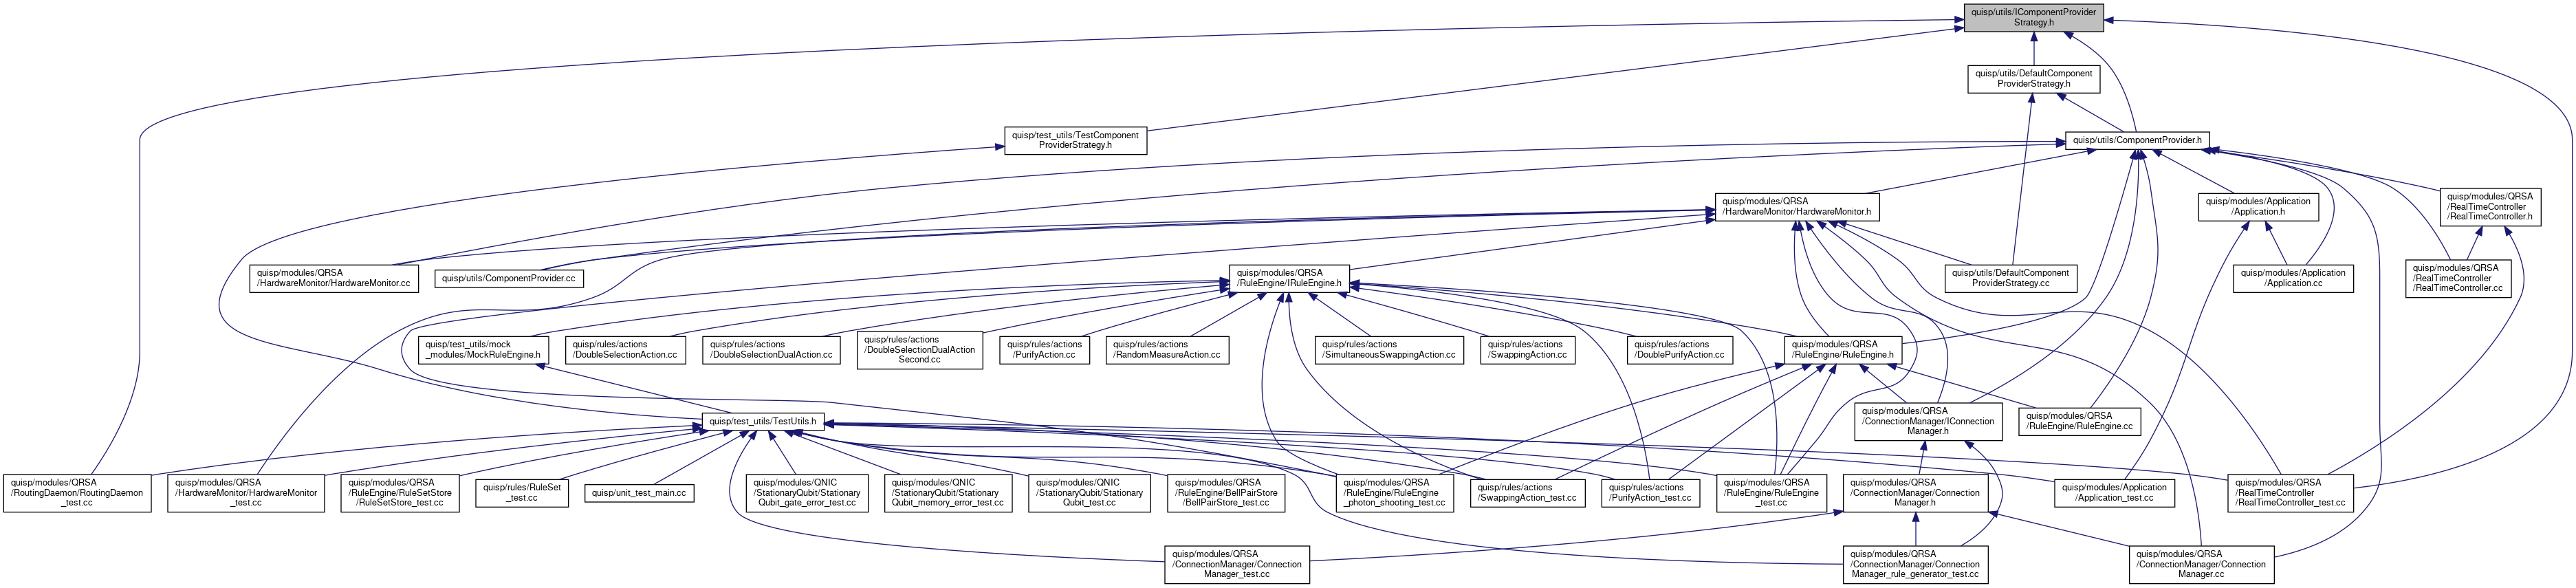 quisp/utils/IComponentProvider
Strategy.h
quisp/utils/DefaultComponent
ProviderStrategy.h
quisp/test_utils/TestComponent
ProviderStrategy.h
quisp/utils/ComponentProvider.h
quisp/modules/QRSA
/HardwareMonitor/HardwareMonitor.h
quisp/modules/Application
/Application.h
quisp/modules/QRSA
/RealTimeController
/RealTimeController.h
quisp/modules/QRSA
/HardwareMonitor/HardwareMonitor.cc
quisp/utils/ComponentProvider.cc
quisp/modules/QRSA
/RuleEngine/IRuleEngine.h
quisp/utils/DefaultComponent
ProviderStrategy.cc
quisp/modules/Application
/Application.cc
quisp/modules/QRSA
/RealTimeController
/RealTimeController.cc
quisp/test_utils/mock
_modules/MockRuleEngine.h
quisp/rules/actions
/DoubleSelectionAction.cc
quisp/rules/actions
/DoubleSelectionDualAction.cc
quisp/rules/actions
/DoubleSelectionDualAction
Second.cc
quisp/rules/actions
/PurifyAction.cc
quisp/rules/actions
/RandomMeasureAction.cc
quisp/rules/actions
/SimultaneousSwappingAction.cc
quisp/rules/actions
/SwappingAction.cc
quisp/rules/actions
/DoublePurifyAction.cc
quisp/modules/QRSA
/RuleEngine/RuleEngine.h
quisp/test_utils/TestUtils.h
quisp/modules/QRSA
/ConnectionManager/IConnection
Manager.h
quisp/modules/QRSA
/RuleEngine/RuleEngine.cc
quisp/modules/QRSA
/RoutingDaemon/RoutingDaemon
_test.cc
quisp/modules/QRSA
/HardwareMonitor/HardwareMonitor
_test.cc
quisp/modules/QRSA
/RuleEngine/RuleSetStore
/RuleSetStore_test.cc
quisp/rules/RuleSet
_test.cc
quisp/unit_test_main.cc
quisp/modules/QNIC
/StationaryQubit/Stationary
Qubit_gate_error_test.cc
quisp/modules/QNIC
/StationaryQubit/Stationary
Qubit_memory_error_test.cc
quisp/modules/QNIC
/StationaryQubit/Stationary
Qubit_test.cc
quisp/modules/QRSA
/RuleEngine/BellPairStore
/BellPairStore_test.cc
quisp/modules/QRSA
/RuleEngine/RuleEngine
_photon_shooting_test.cc
quisp/rules/actions
/SwappingAction_test.cc
quisp/rules/actions
/PurifyAction_test.cc
quisp/modules/QRSA
/RuleEngine/RuleEngine
_test.cc
quisp/modules/QRSA
/ConnectionManager/Connection
Manager.h
quisp/modules/Application
/Application_test.cc
quisp/modules/QRSA
/RealTimeController
/RealTimeController_test.cc
quisp/modules/QRSA
/ConnectionManager/Connection
Manager_test.cc
quisp/modules/QRSA
/ConnectionManager/Connection
Manager_rule_generator_test.cc
quisp/modules/QRSA
/ConnectionManager/Connection
Manager.cc